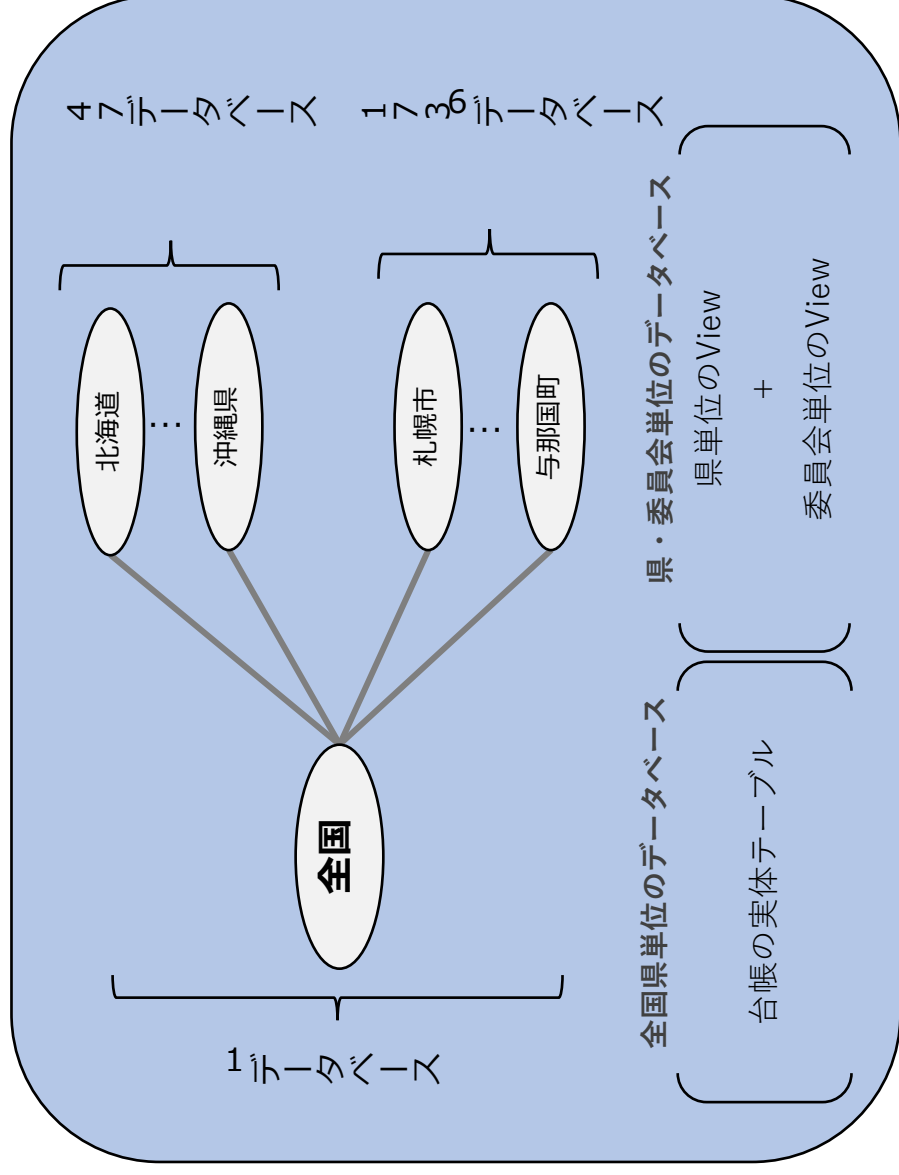 1データベース
全国
北海道
…
沖縄県
札幌市
…
与那国町
47データベース
1736データベース
全国県単位のデータベース
台帳の実体テーブル
県・委員会単位のデータベース
県単位のView
+
委員会単位のView